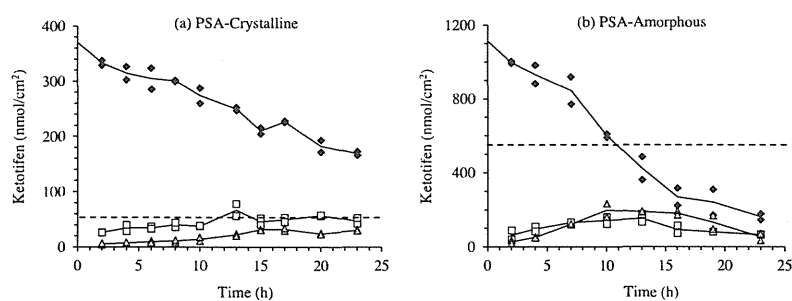 (a) PSA-Crystalline
400
300
200
100
0
0 5 10 15 20 25
Ketotifen (nmol/cm²)
Time (h)
(b) PSA-Amorphous
1200
800
400
0
0 5 10 15 20 25
Ketotifen (nmol/cm²)
Time (h)